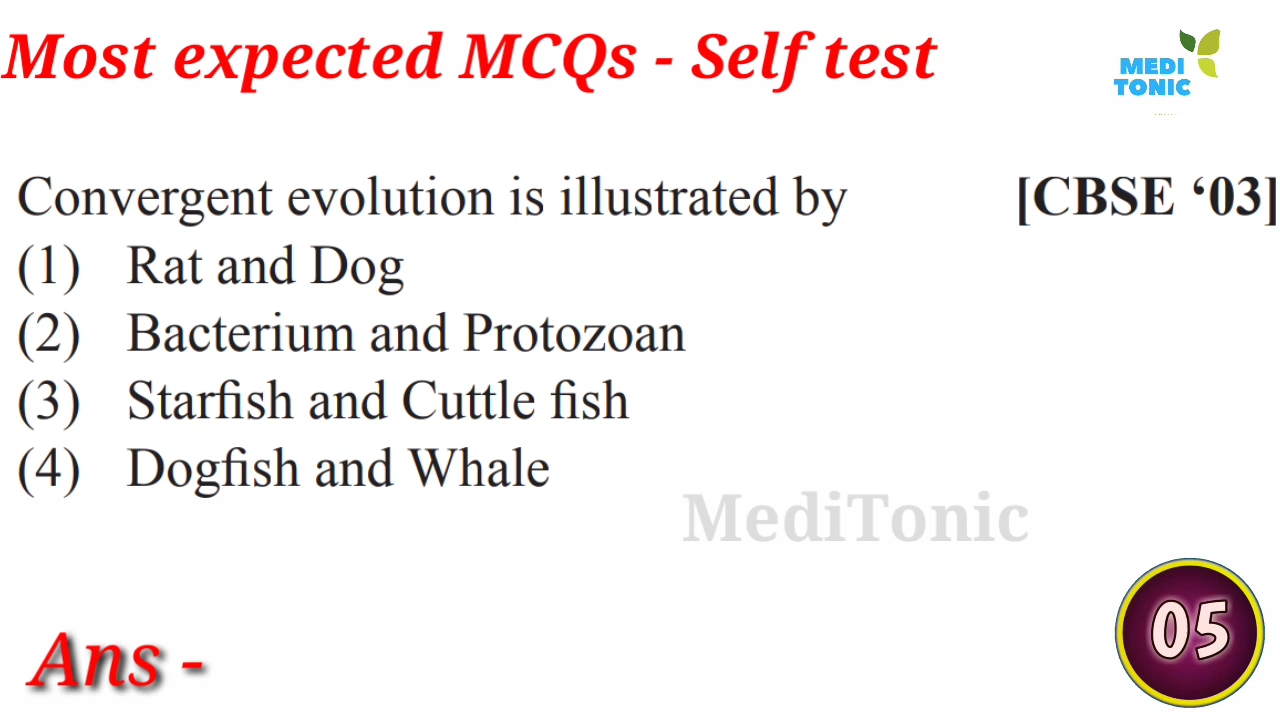 Most expected MCQs - Self test
MEDI
TONIC
Convergent evolution is illustrated by [CBSE ‘03]
(1) Rat and Dog
(2) Bacterium and Protozoan
(3) Starfish and Cuttle fish
(4) Dogfish and Whale
MediTonic
Ans -
05